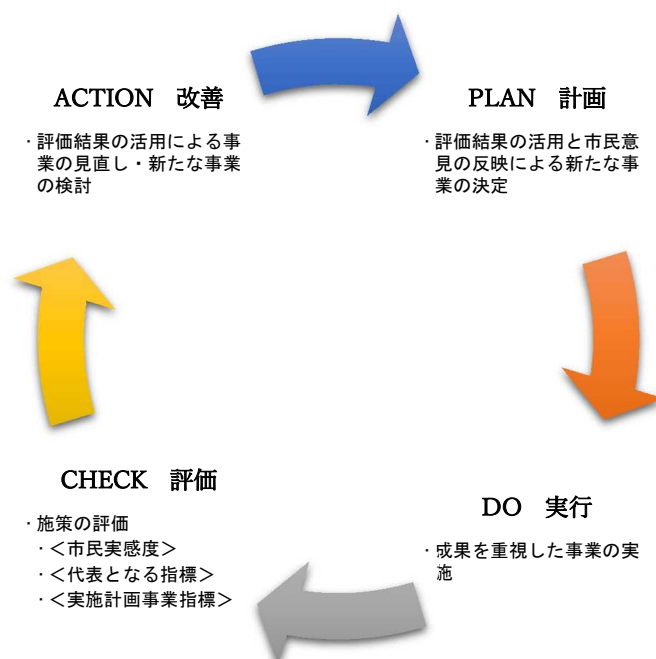 ACTION　改善
・評価結果の活用による事
業の見直し・新たな事業
の検討
PLAN　計画
・評価結果の活用と市民意
見の反映による新たな事
業の決定
CHECK　評価
・施策の評価
・＜市民実感度＞
・＜代表となる指標＞
・＜実施計画事業指標＞
DO　実行
・成果を重視した事業の実
施